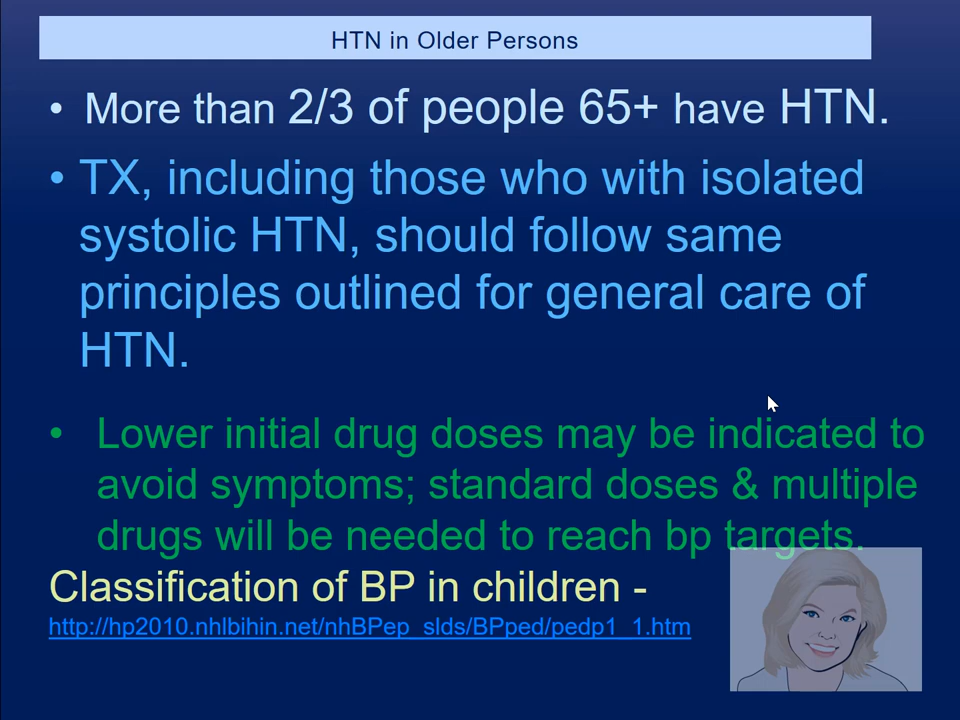 HTN in Older Persons
• More than 2/3 of people 65+ have HTN.
• TX, including those who with isolated
systolic HTN, should follow same
principles outlined for general care of
HTN.
• Lower initial drug doses may be indicated to
avoid symptoms; standard doses & multiple
drugs will be needed to reach bp targets.
Classification of BP in children -
http://hp2010.nhlbihin.net/nhBPep_slds/BPped/pedp1_1.htm